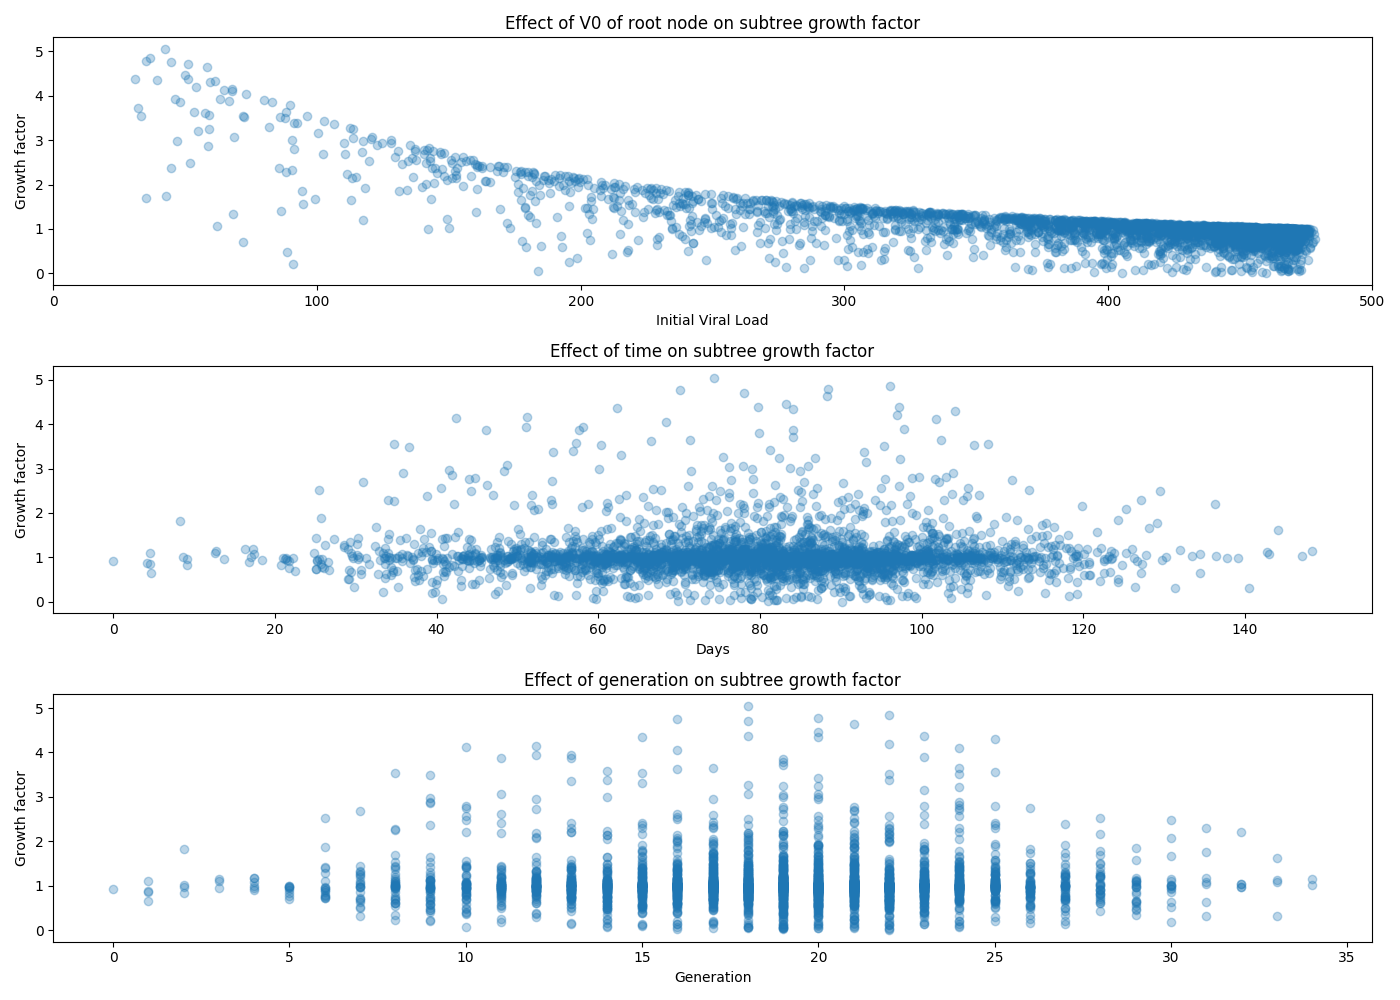 Effect of V0 of root node on subtree growth factor
Growth factor
5
4
3
2
1
0
0 100 200 300 400 500
Initial Viral Load
Effect of time on subtree growth factor
Growth factor
5
4
3
2
1
0
0 20 40 60 80 100 120 140
Days
Effect of generation on subtree growth factor
Growth factor
5
4
3
2
1
0
0 5 10 15 20 25 30 35
Generation